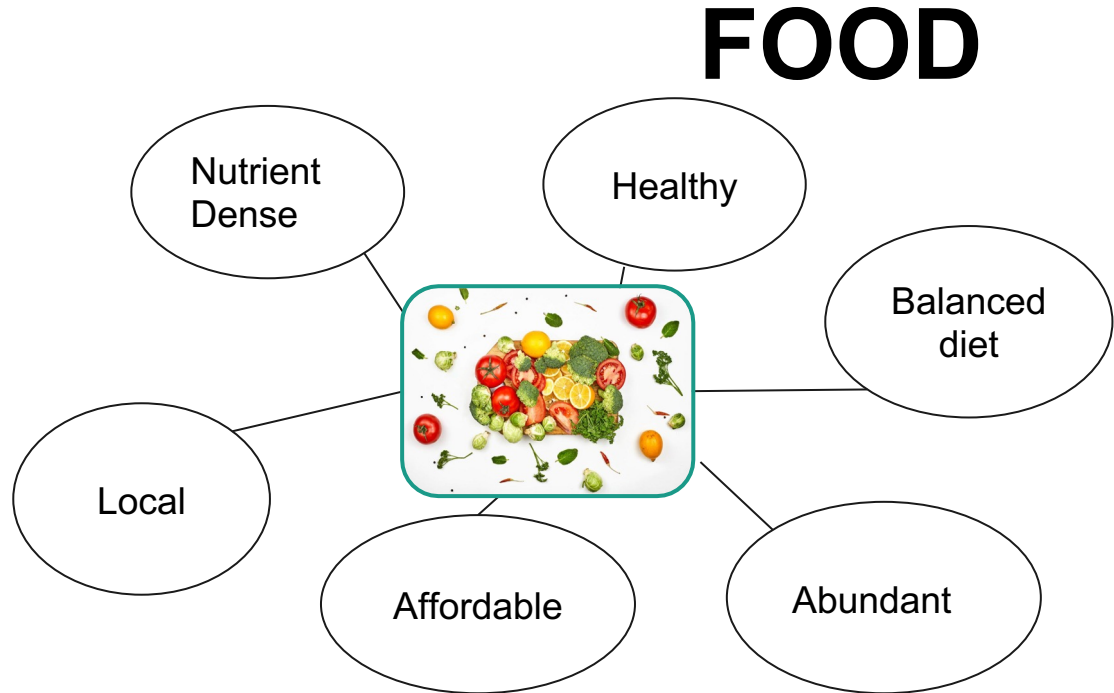 FOOD
Nutrient
Dense
Healthy
Balanced
diet
Local
Affordable
Abundant